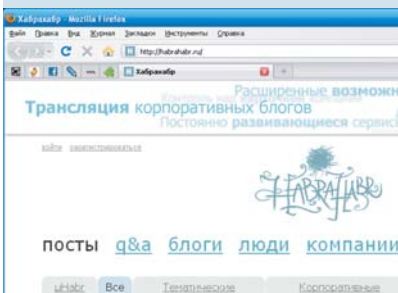 Хабрахабр - Mozilla Firefox
Файл Правка Вид Журнал Закладки Инструменты Справка
http://habrahabr.ru/
Хабрахабр
Расширенные возможн
Трансляция корпоративных блогов
Постоянно развивающиеся сервис
войти зарегистрироваться
HABRAHABR
посты q&a блоги люди компании
μHabr Все Тематические Корпоративные